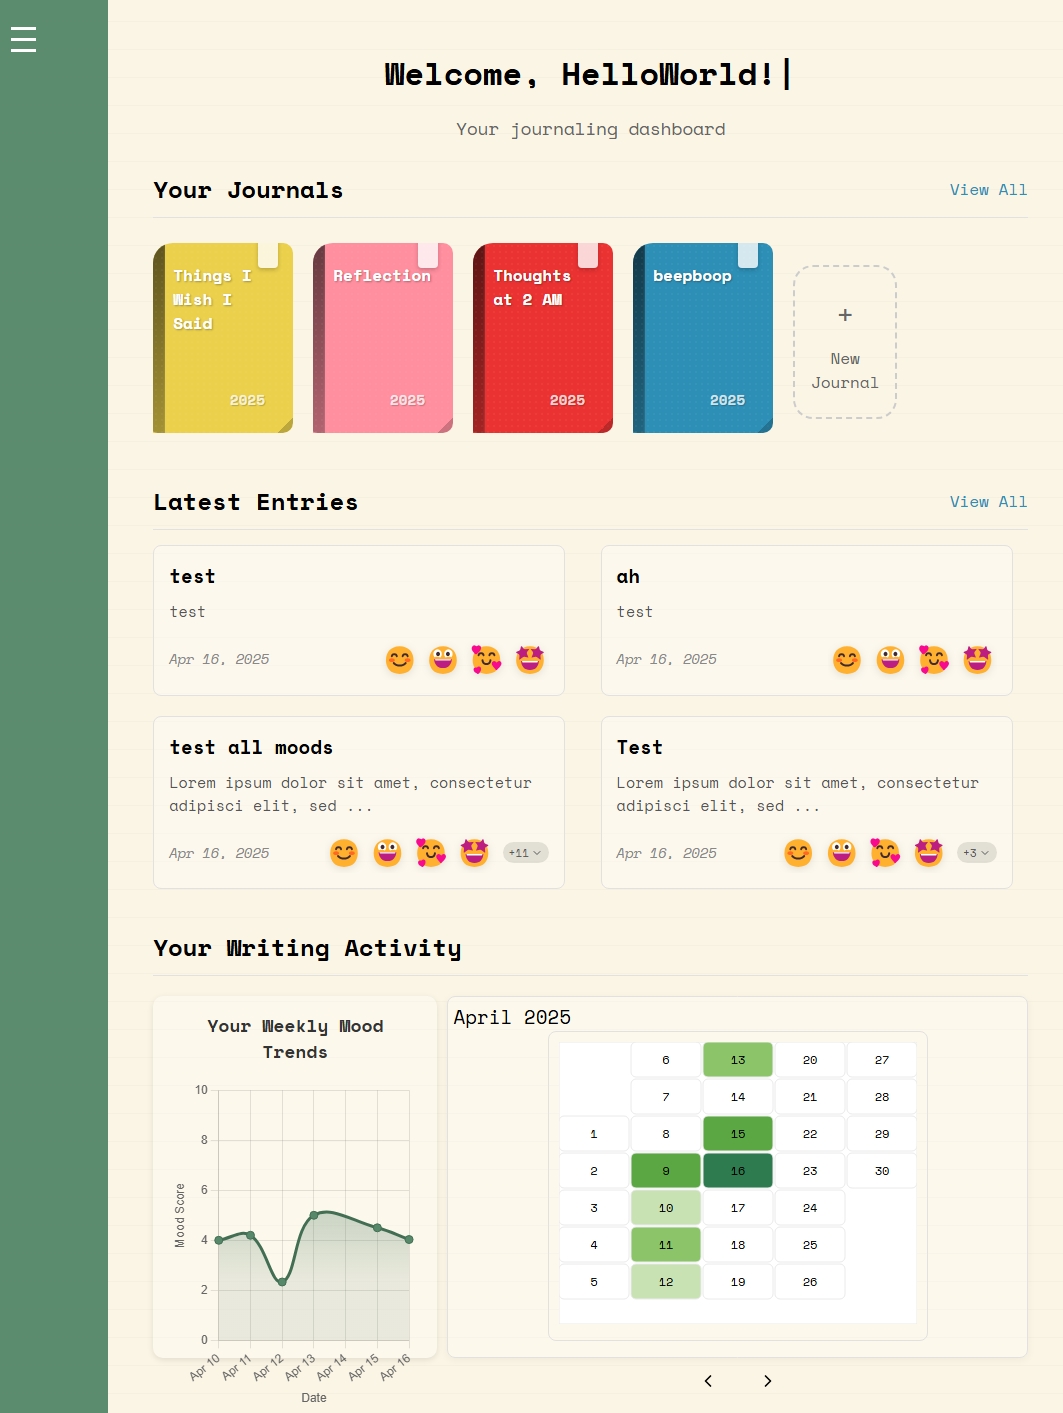 Welcome, HelloWorld!|
Your journaling dashboard
Your Journals
View All
Things I
Wish I
Said
2025
Reflection
2025
Thoughts
at 2 AM
2025
beepboop
2025
+
New
Journal
Latest Entries
View All
test
test
Apr 16, 2025
ah
test
Apr 16, 2025
test all moods
Lorem ipsum dolor sit amet, consectetur
adipisci elit, sed ...
Apr 16, 2025
+11
Test
Lorem ipsum dolor sit amet, consectetur
adipisci elit, sed ...
Apr 16, 2025
+3
Your Writing Activity
Your Weekly Mood
Trends
10
8
6
4
2
0
Mood Score
Apr 10
Apr 11
Apr 12
Apr 13
Apr 14
Apr 15
Apr 16
Date
April 2025
6 13 20 27
7 14 21 28
1 8 15 22 29
2 9 16 23 30
3 10 17 24
4 11 18 25
5 12 19 26